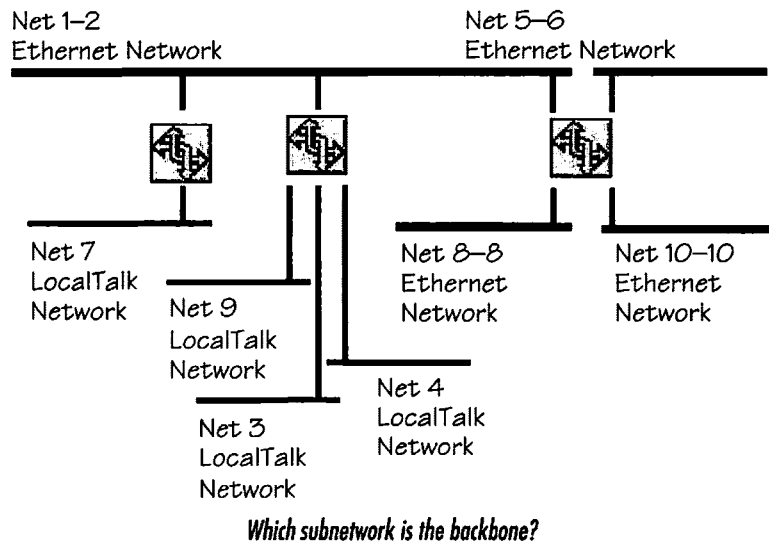 Net 1–2
Ethernet Network
Net 5–6
Ethernet Network
Net 7
LocalTalk
Network
Net 9
LocalTalk
Network
Net 3
LocalTalk
Network
Net 4
LocalTalk
Network
Net 8–8
Ethernet
Network
Net 10–10
Ethernet
Network
Which subnetwork is the backbone?